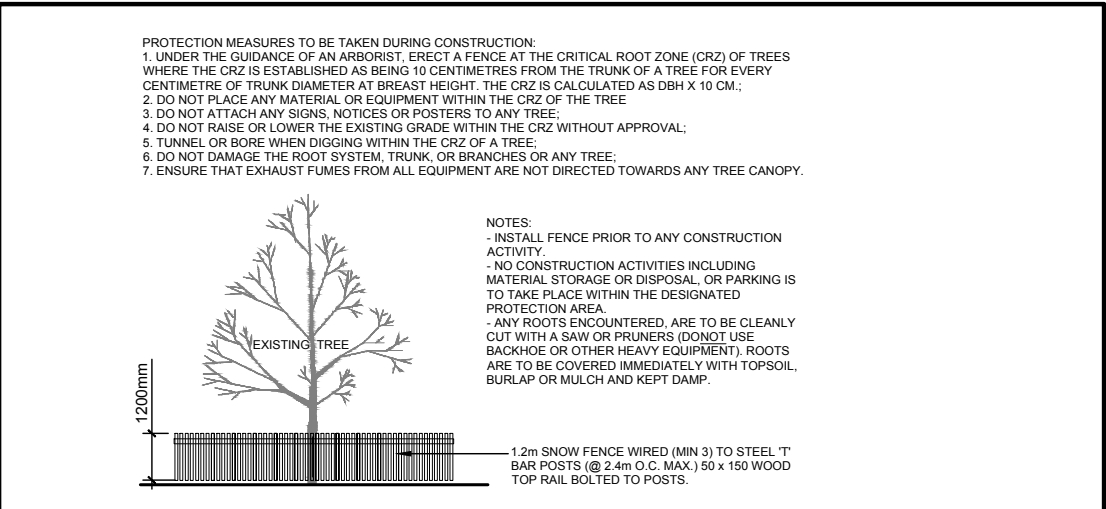 PROTECTION MEASURES TO BE TAKEN DURING CONSTRUCTION:
1. UNDER THE GUIDANCE OF AN ARBORIST, ERECT A FENCE AT THE CRITICAL ROOT ZONE (CRZ) OF TREES
WHERE THE CRZ IS ESTABLISHED AS BEING 10 CENTIMETRES FROM THE TRUNK OF A TREE FOR EVERY
CENTIMETRE OF TRUNK DIAMETER AT BREAST HEIGHT. THE CRZ IS CALCULATED AS DBH X 10 CM.;
2. DO NOT PLACE ANY MATERIAL OR EQUIPMENT WITHIN THE CRZ OF THE TREE
3. DO NOT ATTACH ANY SIGNS, NOTICES OR POSTERS TO ANY TREE;
4. DO NOT RAISE OR LOWER THE EXISTING GRADE WITHIN THE CRZ WITHOUT APPROVAL;
5. TUNNEL OR BORE WHEN DIGGING WITHIN THE CRZ OF A TREE;
6. DO NOT DAMAGE THE ROOT SYSTEM, TRUNK, OR BRANCHES OR ANY TREE;
7. ENSURE THAT EXHAUST FUMES FROM ALL EQUIPMENT ARE NOT DIRECTED TOWARDS ANY TREE CANOPY.
NOTES:
- INSTALL FENCE PRIOR TO ANY CONSTRUCTION
ACTIVITY.
- NO CONSTRUCTION ACTIVITIES INCLUDING
MATERIAL STORAGE OR DISPOSAL, OR PARKING IS
TO TAKE PLACE WITHIN THE DESIGNATED
PROTECTION AREA.
- ANY ROOTS ENCOUNTERED, ARE TO BE CLEANLY
CUT WITH A SAW OR PRUNERS (DO NOT USE
BACKHOE OR OTHER HEAVY EQUIPMENT). ROOTS
ARE TO BE COVERED IMMEDIATELY WITH TOPSOIL,
BURLAP OR MULCH AND KEPT DAMP.
EXISTING TREE
1200mm
1.2m SNOW FENCE WIRED (MIN 3) TO STEEL 'T'
BAR POSTS (@ 2.4m O.C. MAX.) 50 x 150 WOOD
TOP RAIL BOLTED TO POSTS.